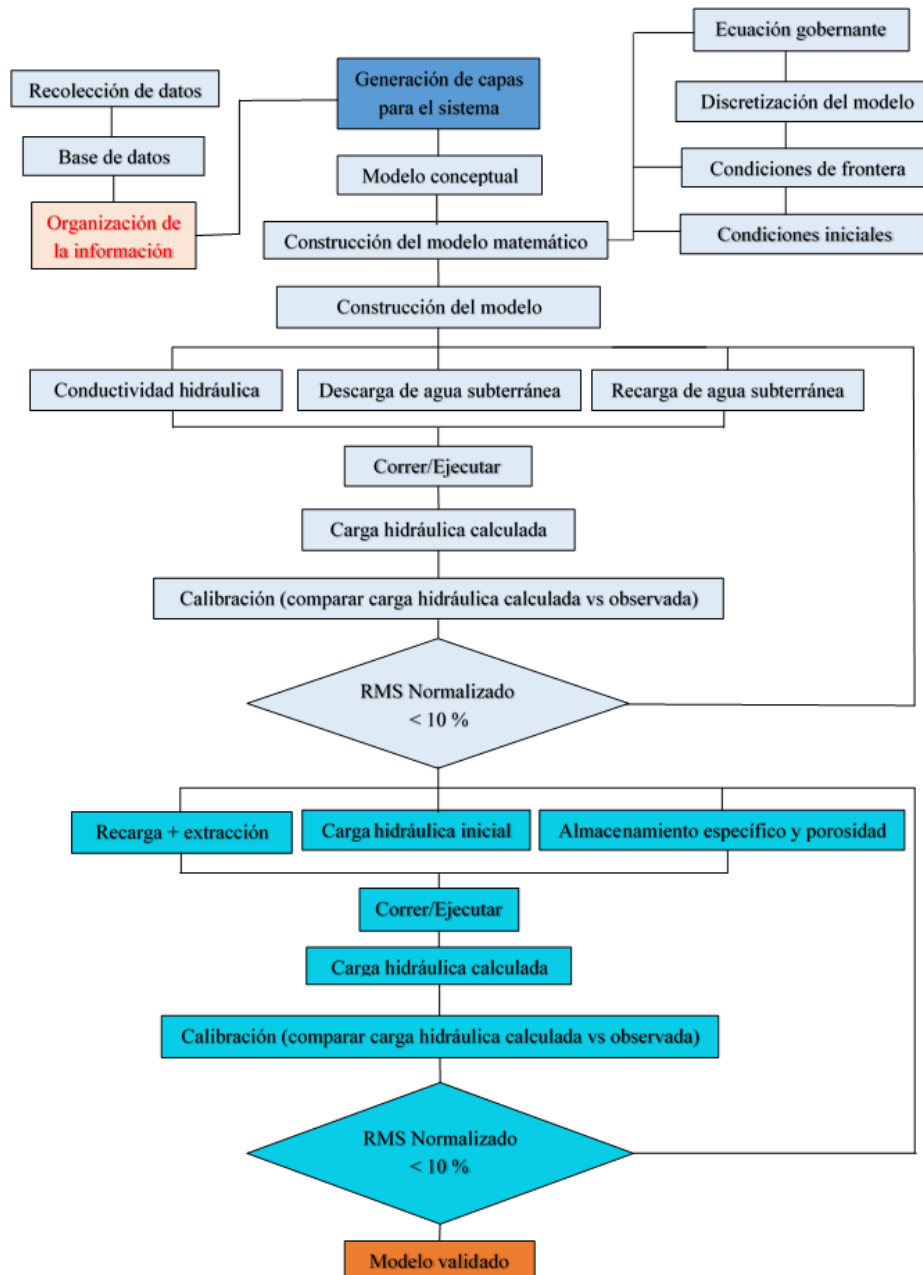 Recolección de datos
Base de datos
Organización de
la información
Generación de capas
para el sistema
Modelo conceptual
Construcción del modelo matemático
Ecuación gobernante
Discretización del modelo
Condiciones de frontera
Condiciones iniciales
Construcción del modelo
Conductividad hidráulica
Descarga de agua subterránea
Recarga de agua subterránea
Correr/Ejecutar
Carga hidráulica calculada
Calibración (comparar carga hidráulica calculada vs observada)
RMS Normalizado
< 10 %
Recarga + extracción
Carga hidráulica inicial
Almacenamiento específico y porosidad
Correr/Ejecutar
Carga hidráulica calculada
Calibración (comparar carga hidráulica calculada vs observada)
RMS Normalizado
< 10 %
Modelo validado